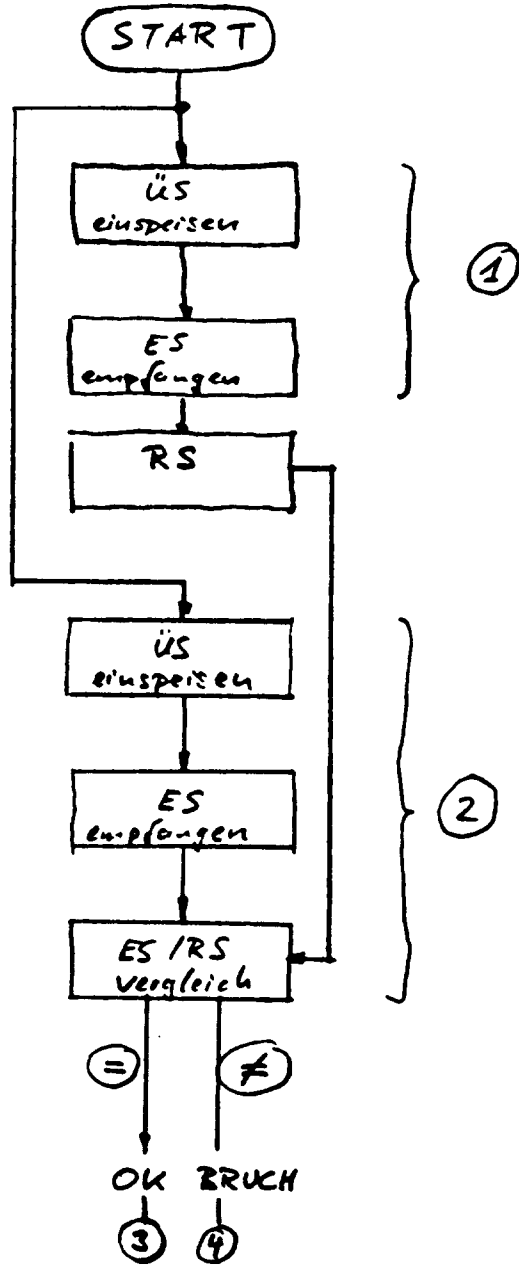 START
ÜS
einspeisen
1
ES
empfangen
RS
ÜS
einspeisen
2
ES
empfangen
ES/RS
vergleich
= ≠
OK BRUCH
3 4